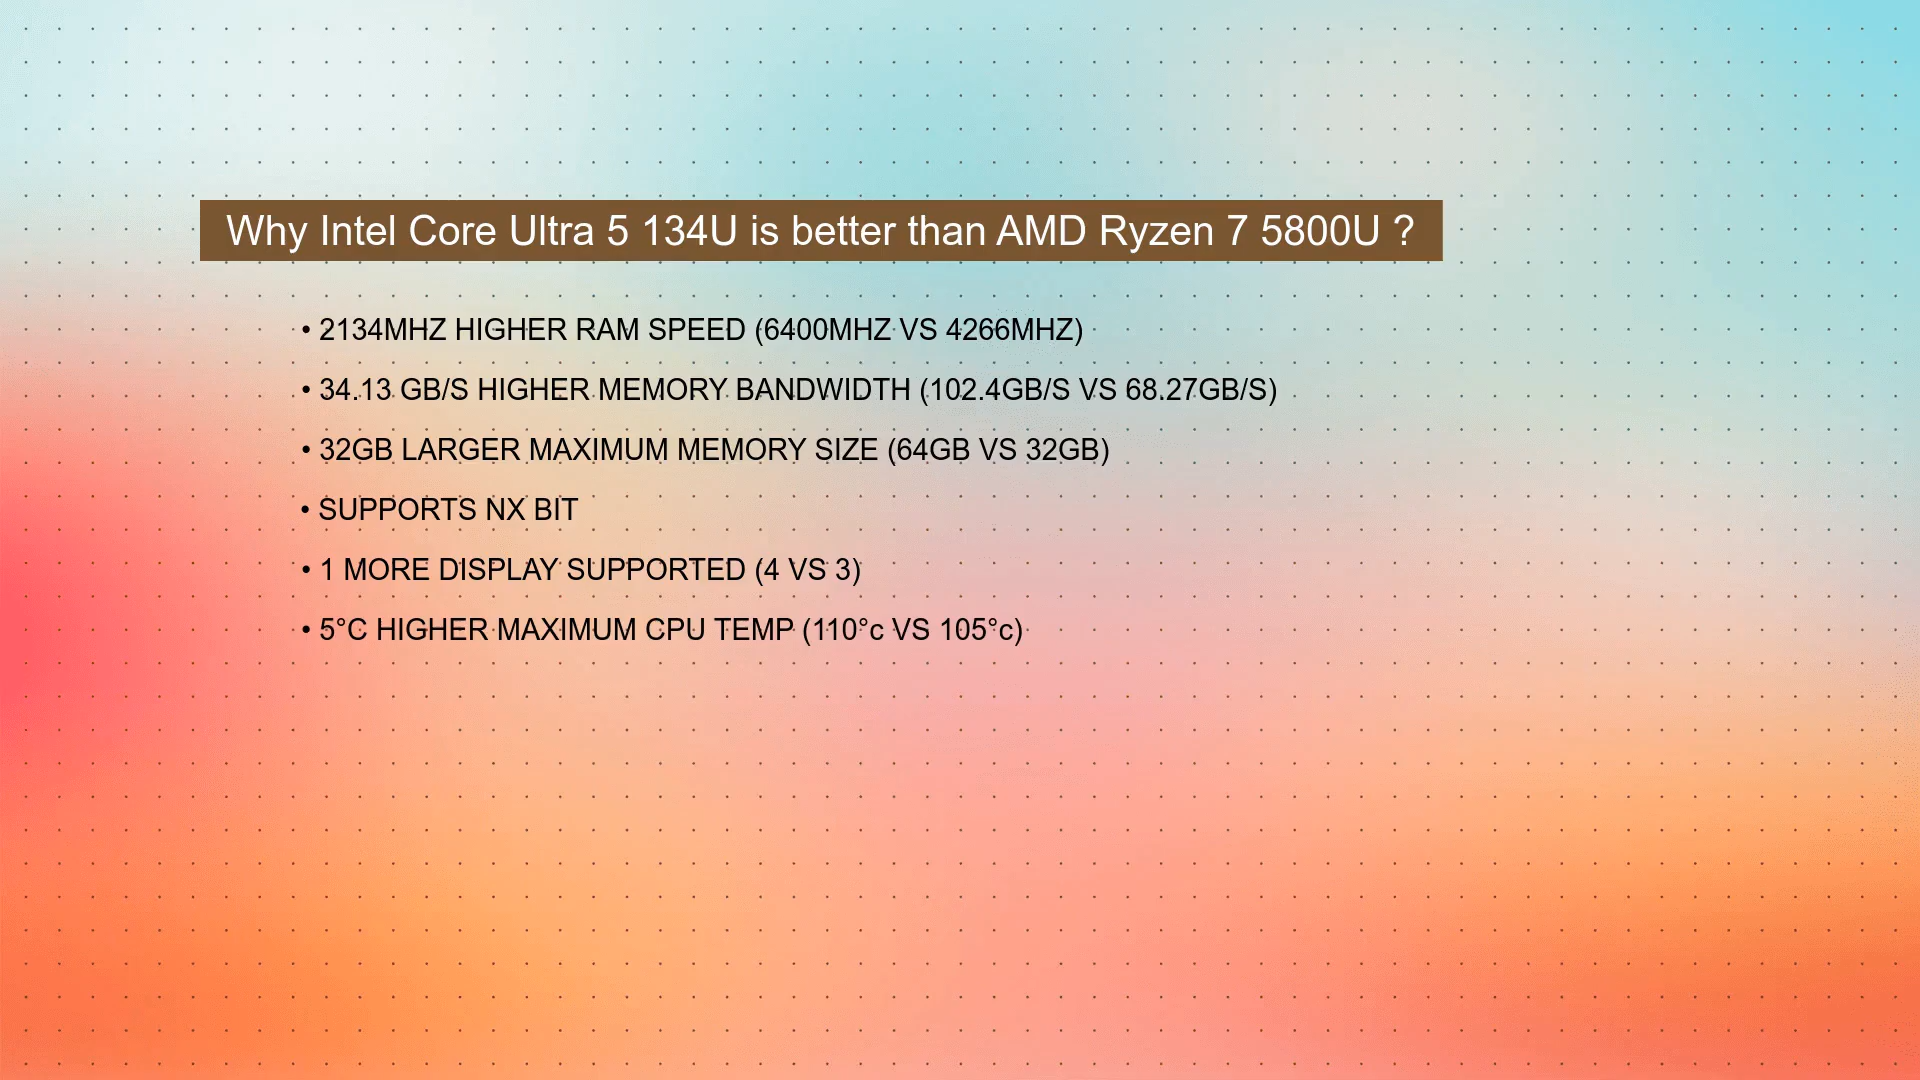 Why Intel Core Ultra 5 134U is better than AMD Ryzen 7 5800U ?
• 2134MHZ HIGHER RAM SPEED (6400MHZ VS 4266MHZ)
• 34.13 GB/S HIGHER MEMORY BANDWIDTH (102.4GB/S VS 68.27GB/S)
• 32GB LARGER MAXIMUM MEMORY SIZE (64GB VS 32GB)
• SUPPORTS NX BIT
• 1 MORE DISPLAY SUPPORTED (4 VS 3)
• 5°C HIGHER MAXIMUM CPU TEMP (110°c VS 105°c)